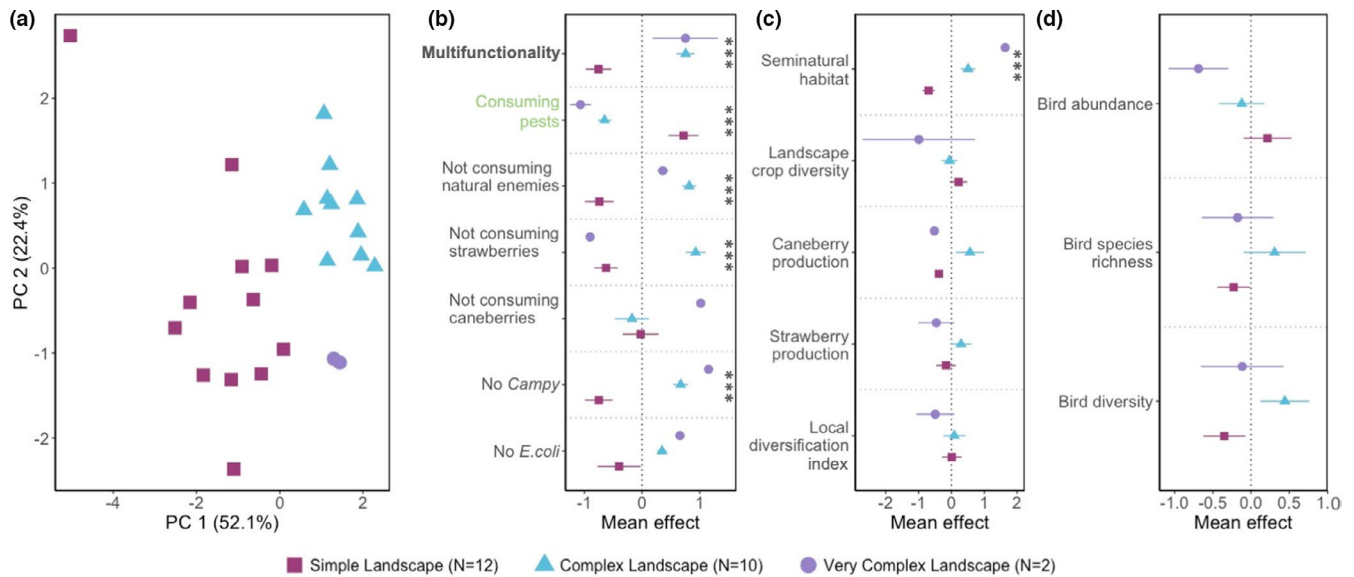 (a)
PC 2 (22.4%)
2
1
0
-1
-2
-4
-2
0
2
PC 1 (52.1%)
(b)
Multifunctionality
***
Consuming
pests
***
Not consuming
natural enemies
***
Not consuming
strawberries
***
Not consuming
caneberries
No Campy
***
No E.coli
-1
0
1
Mean effect
(c)
Seminatural
habitat
***
Landscape
crop diversity
Caneberry
production
Strawberry
production
Local
diversification
index
-2
-1
0
1
2
Mean effect
(d)
Bird abundance
Bird species
richness
Bird diversity
-1.0
-0.5
0.0
0.5
1.0
Mean effect
Simple Landscape (N=12)
Complex Landscape (N=10)
Very Complex Landscape (N=2)